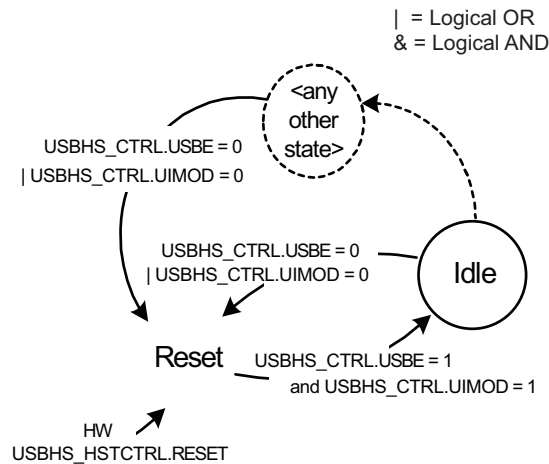 | = Logical OR
& = Logical AND
<any
other
state>
USBHS_CTRL.USBE = 0
| USBHS_CTRL.UIMOD = 0
USBHS_CTRL.USBE = 0
| USBHS_CTRL.UIMOD = 0
Idle
Reset
USBHS_CTRL.USBE = 1
and USBHS_CTRL.UIMOD = 1
HW
USBHS_HSTCTRL.RESET